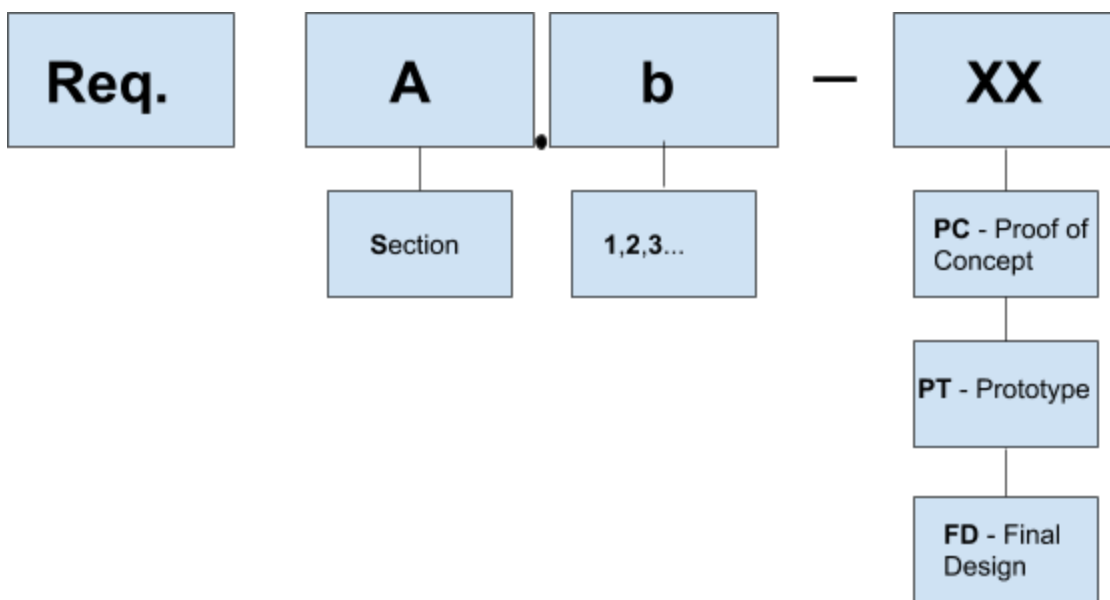 Req. A . b – XX
Section
1,2,3...
PC - Proof of
Concept
PT - Prototype
FD - Final
Design